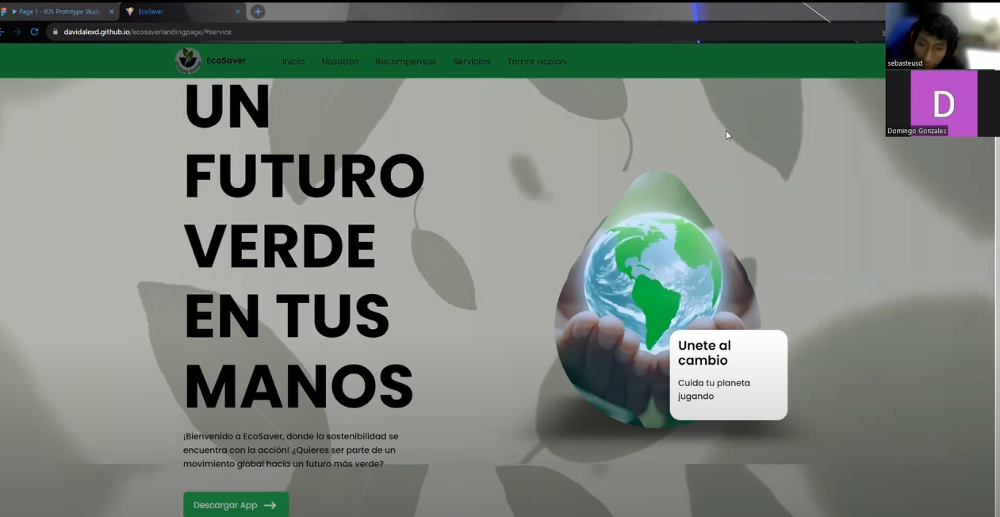 Page 1 - IOS Prototype Study
EcoSaver
davidalexd.github.io/ecosaverlandingpage/#service
EcoSaver
Inicio
Nosotros
Recompensas
Servicios
Tomar accion
sebasteusd
D
Domingo Gonzales
UN
FUTURO
VERDE
EN TUS
MANOS
Unete al
cambio
Cuida tu planeta
jugando
¡Bienvenido a EcoSaver, donde la sostenibilidad se
encuentra con la acción! ¿Quieres ser parte de un
movimiento global hacia un futuro más verde?
Descargar App